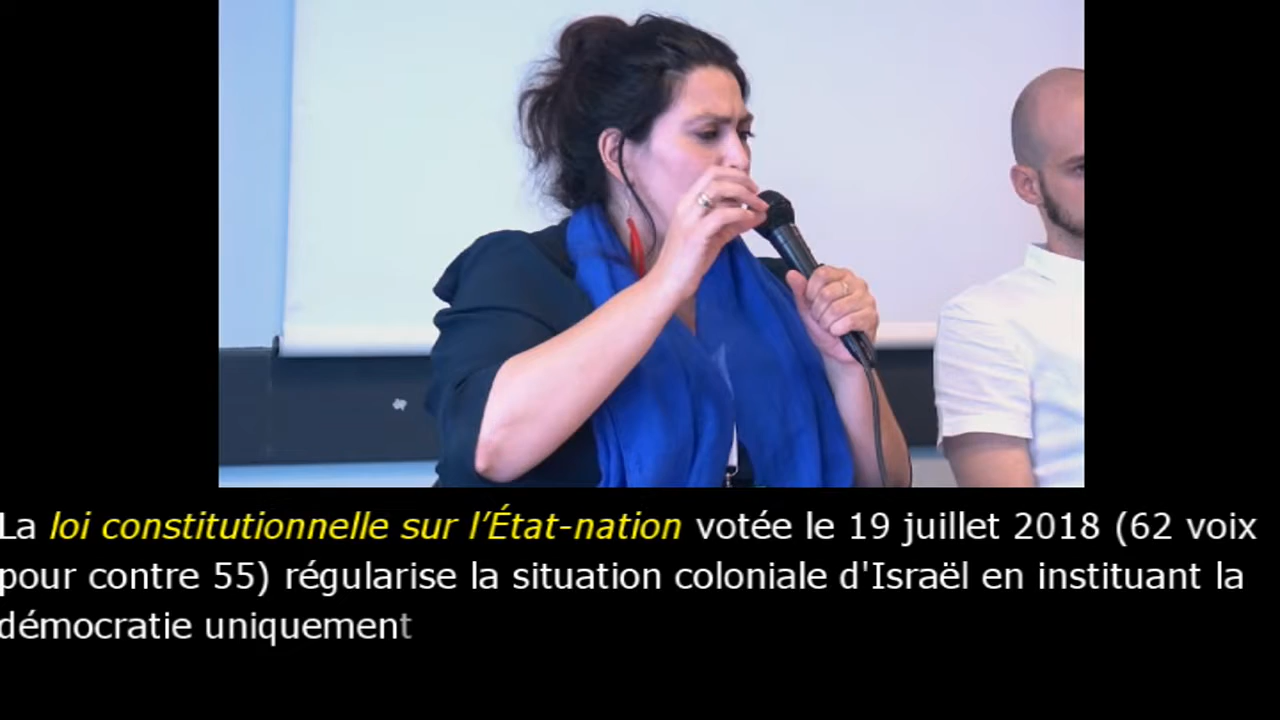 La loi constitutionnelle sur l’État-nation votée le 19 juillet 2018 (62 voix
pour contre 55) régularise la situation coloniale d'Israël en instituant la
démocratie uniquement